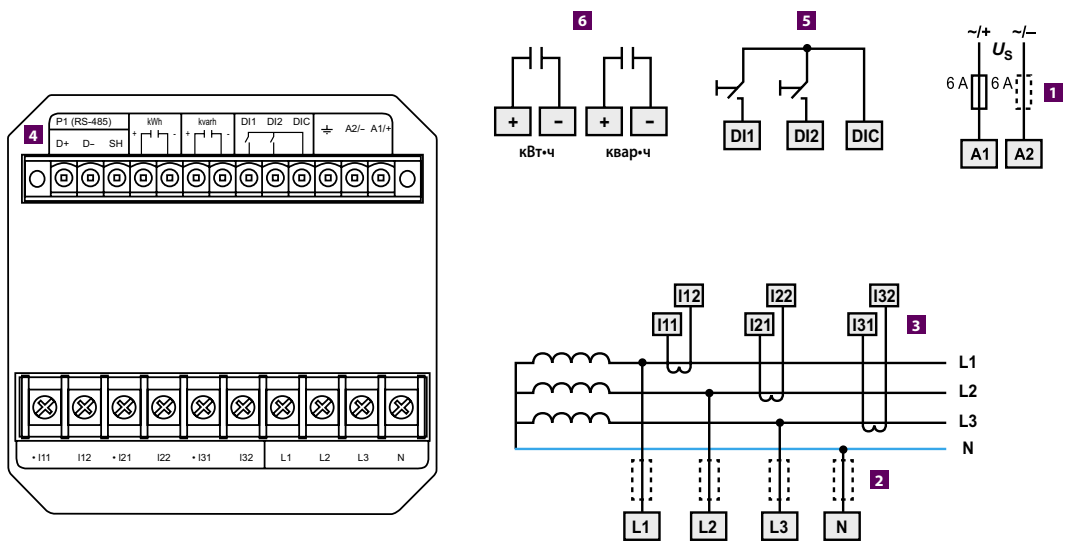 4
P1 (RS-485) kWh kvarh DI1 DI2 DIC ⏚ A2/– A1/+
D+ D– SH + - + -
• I11 I12 • I21 I22 • I31 I32 L1 L2 L3 N
6
+ – + –
кВт•ч квар•ч
5
DI1 DI2 DIC
~/+ ~/–
US
6 A 6 A 1
A1 A2
I12 I22 I32
I11 I21 I31 3
L1
L2
L3
N
2
L1 L2 L3 N